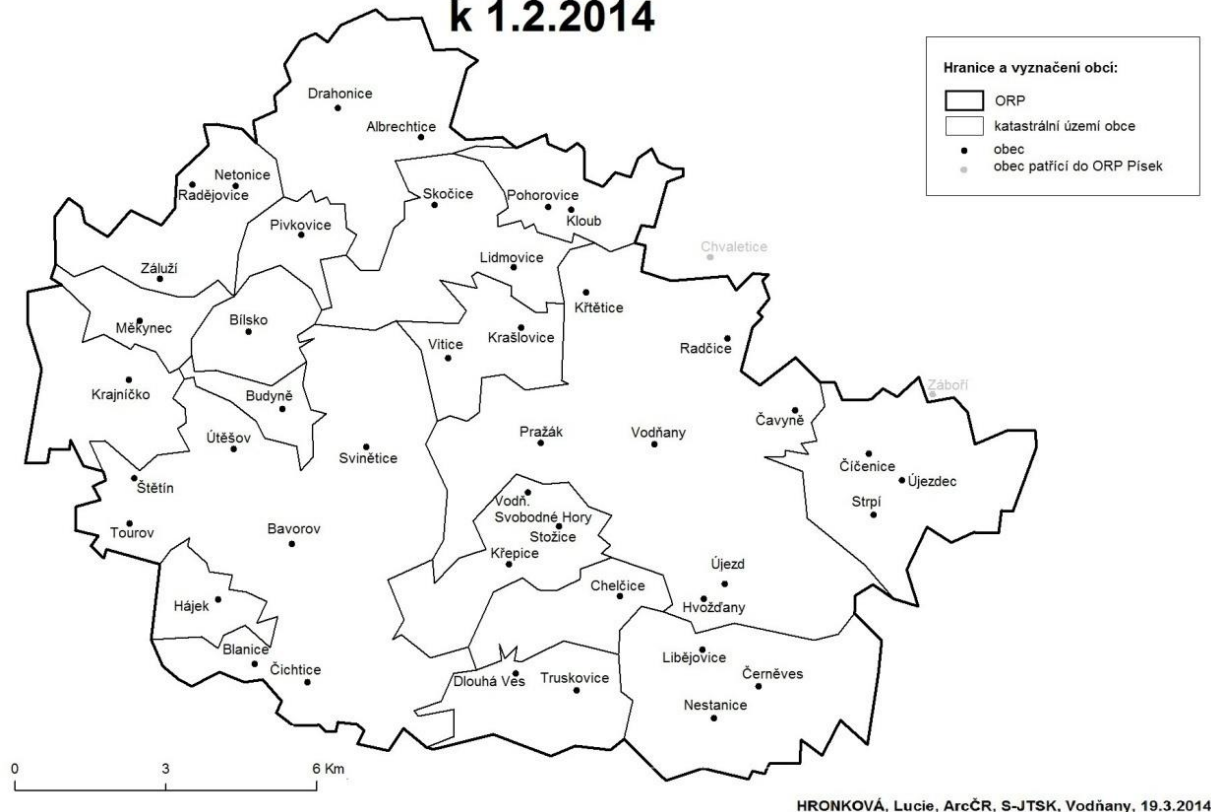 k 1.2.2014
Hranice a vyznačení obcí:
ORP
katastrální území obce
obec
obec patřící do ORP Písek
Drahonice
Albrechtice
Netonice
Radějovice
Skočice
Pohorovice
Kloub
Pivkovice
Chvaletice
Záluží
Lidmovice
Křtětice
Měkynec
Bílsko
Krašlovice
Vitice
Radčice
Krajníčko
Budyně
Záboří
Čavyně
Útěšov
Svinětice
Pražák
Vodňany
Číčenice
Újezdec
Štětín
Vodň.
Svobodné Hory
Stožice
Strpí
Tourov
Bavorov
Křepice
Újezd
Chelčice
Hvožďany
Hájek
Blanice
Čichtice
Libějovice
Dlouhá Ves
Truskovice
Černěves
Nestanice
0 3 6 Km
HRONKOVÁ, Lucie, ArcČR, S-JTSK, Vodňany, 19.3.2014